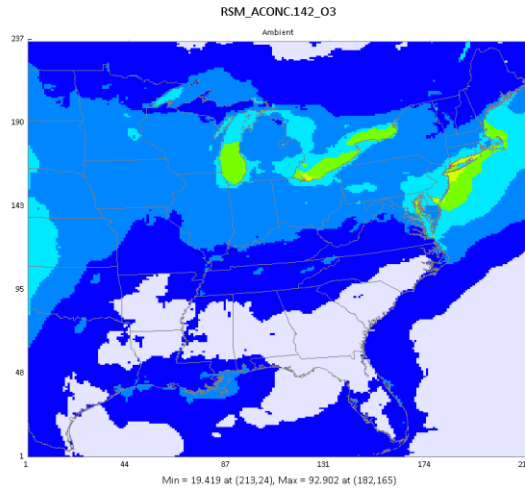 RSM_ACONC.142_O3
Ambient
237
190
143
95
48
1
1 44 87 131 174 21
Min = 19.419 at (213,24), Max = 92.902 at (182,165)